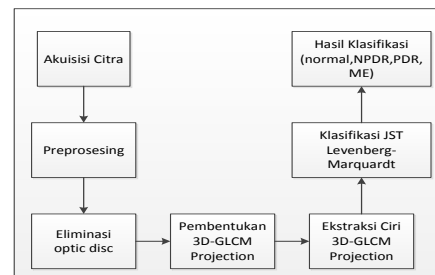 Akuisisi Citra
Preprosesing
Eliminasi
optic disc
Pembentukan
3D-GLCM
Projection
Ekstraksi Ciri
3D-GLCM
Projection
Klasifikasi JST
Levenberg-
Marquardt
Hasil Klasifikasi
(normal,NPDR,PDR,
ME)